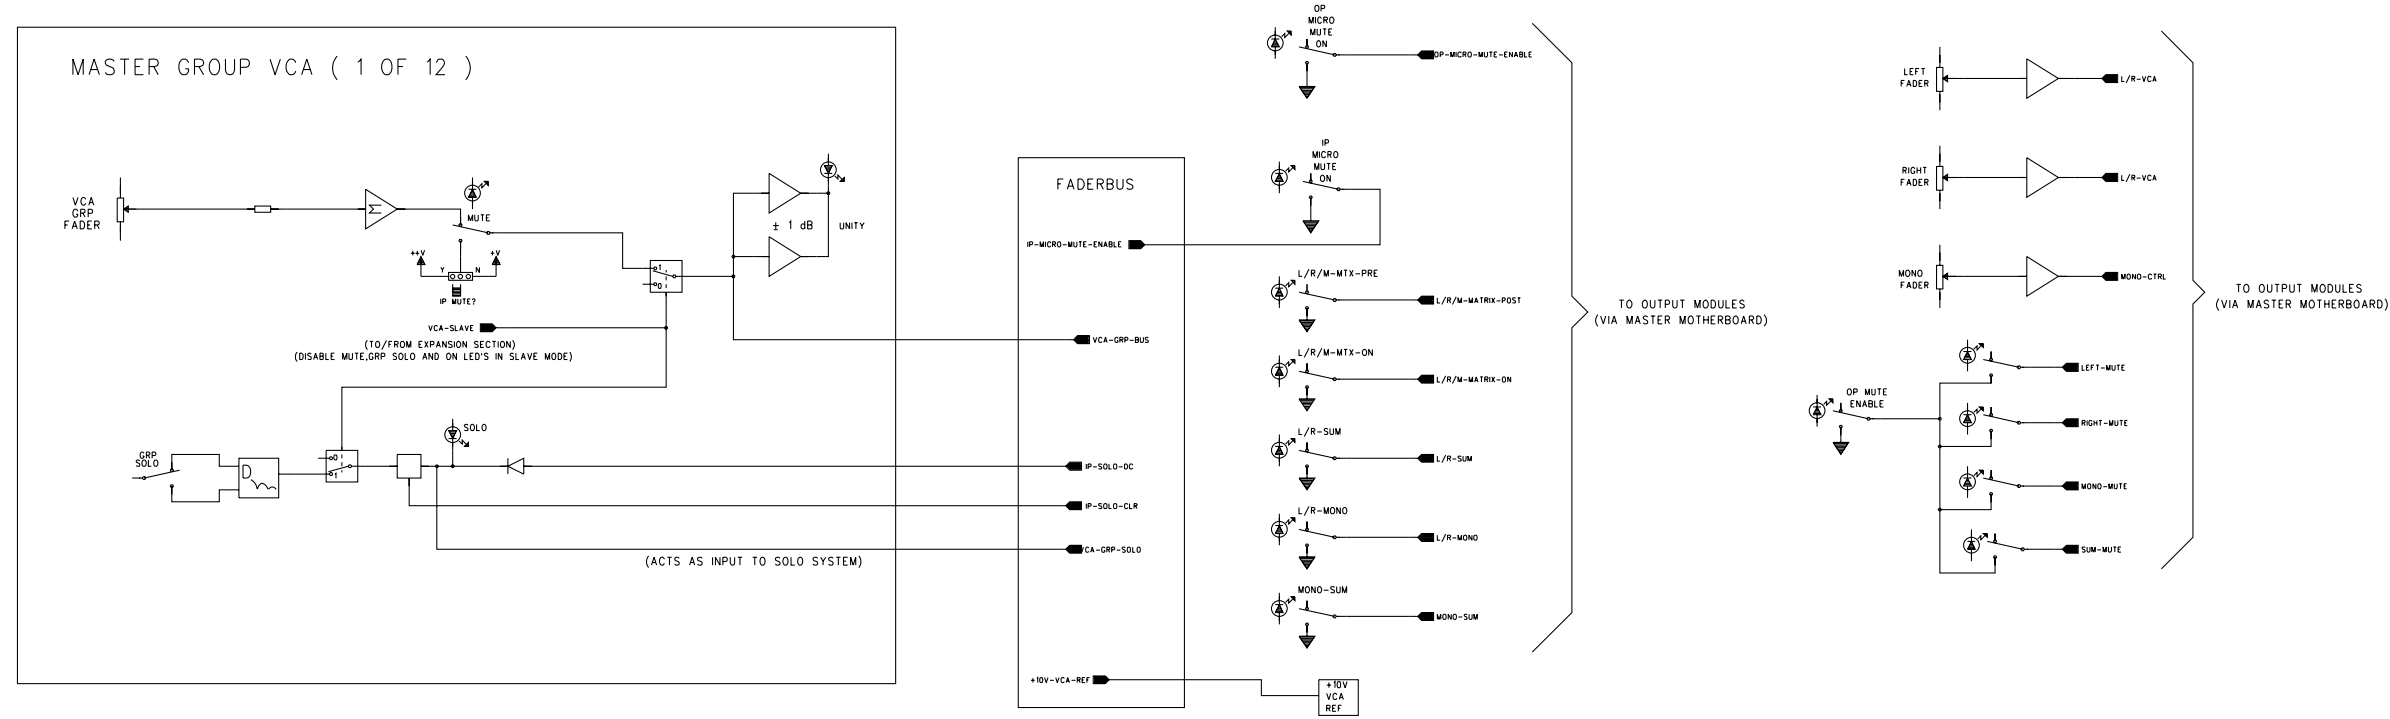 MASTER GROUP VCA ( 1 OF 12 )
VCA
GRP
FADER
Σ
MUTE
++V
+V
Y
N
IP MUTE?
± 1 dB
UNITY
1
0
VCA-SLAVE
(TO/FROM EXPANSION SECTION)
(DISABLE MUTE,GRP SOLO AND ON LED'S IN SLAVE MODE)
GRP
SOLO
D
0
1
SOLO
(ACTS AS INPUT TO SOLO SYSTEM)
FADERBUS
IP-MICRO-MUTE-ENABLE
VCA-GRP-BUS
IP-SOLO-DC
IP-SOLO-CLR
VCA-GRP-SOLO
+10V-VCA-REF
+10V
VCA
REF
OP
MICRO
MUTE
ON
OP-MICRO-MUTE-ENABLE
IP
MICRO
MUTE
ON
L/R/M-MTX-PRE
L/R/M-MATRIX-POST
L/R/M-MTX-ON
L/R/M-MATRIX-ON
L/R-SUM
L/R-SUM
L/R-MONO
L/R-MONO
MONO-SUM
MONO-SUM
TO OUTPUT MODULES
(VIA MASTER MOTHERBOARD)
LEFT
FADER
L/R-VCA
RIGHT
FADER
L/R-VCA
MONO
FADER
MONO-CTRL
OP MUTE
ENABLE
LEFT-MUTE
RIGHT-MUTE
MONO-MUTE
SUM-MUTE
TO OUTPUT MODULES
(VIA MASTER MOTHERBOARD)